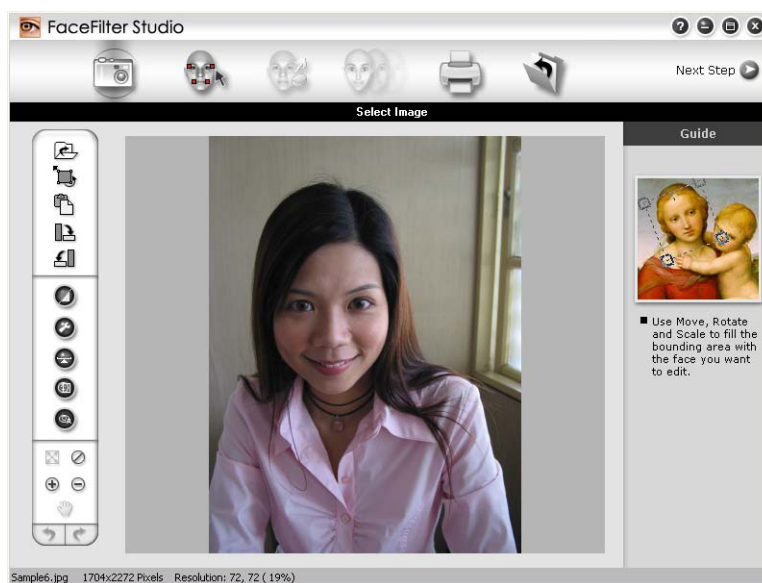 FaceFilter Studio
Next Step
Select Image
Guide
Use Move, Rotate
and Scale to fill the
bounding area with
the face you want
to edit.
Sample6.jpg 1704x2272 Pixels Resolution: 72, 72 ( 19%)